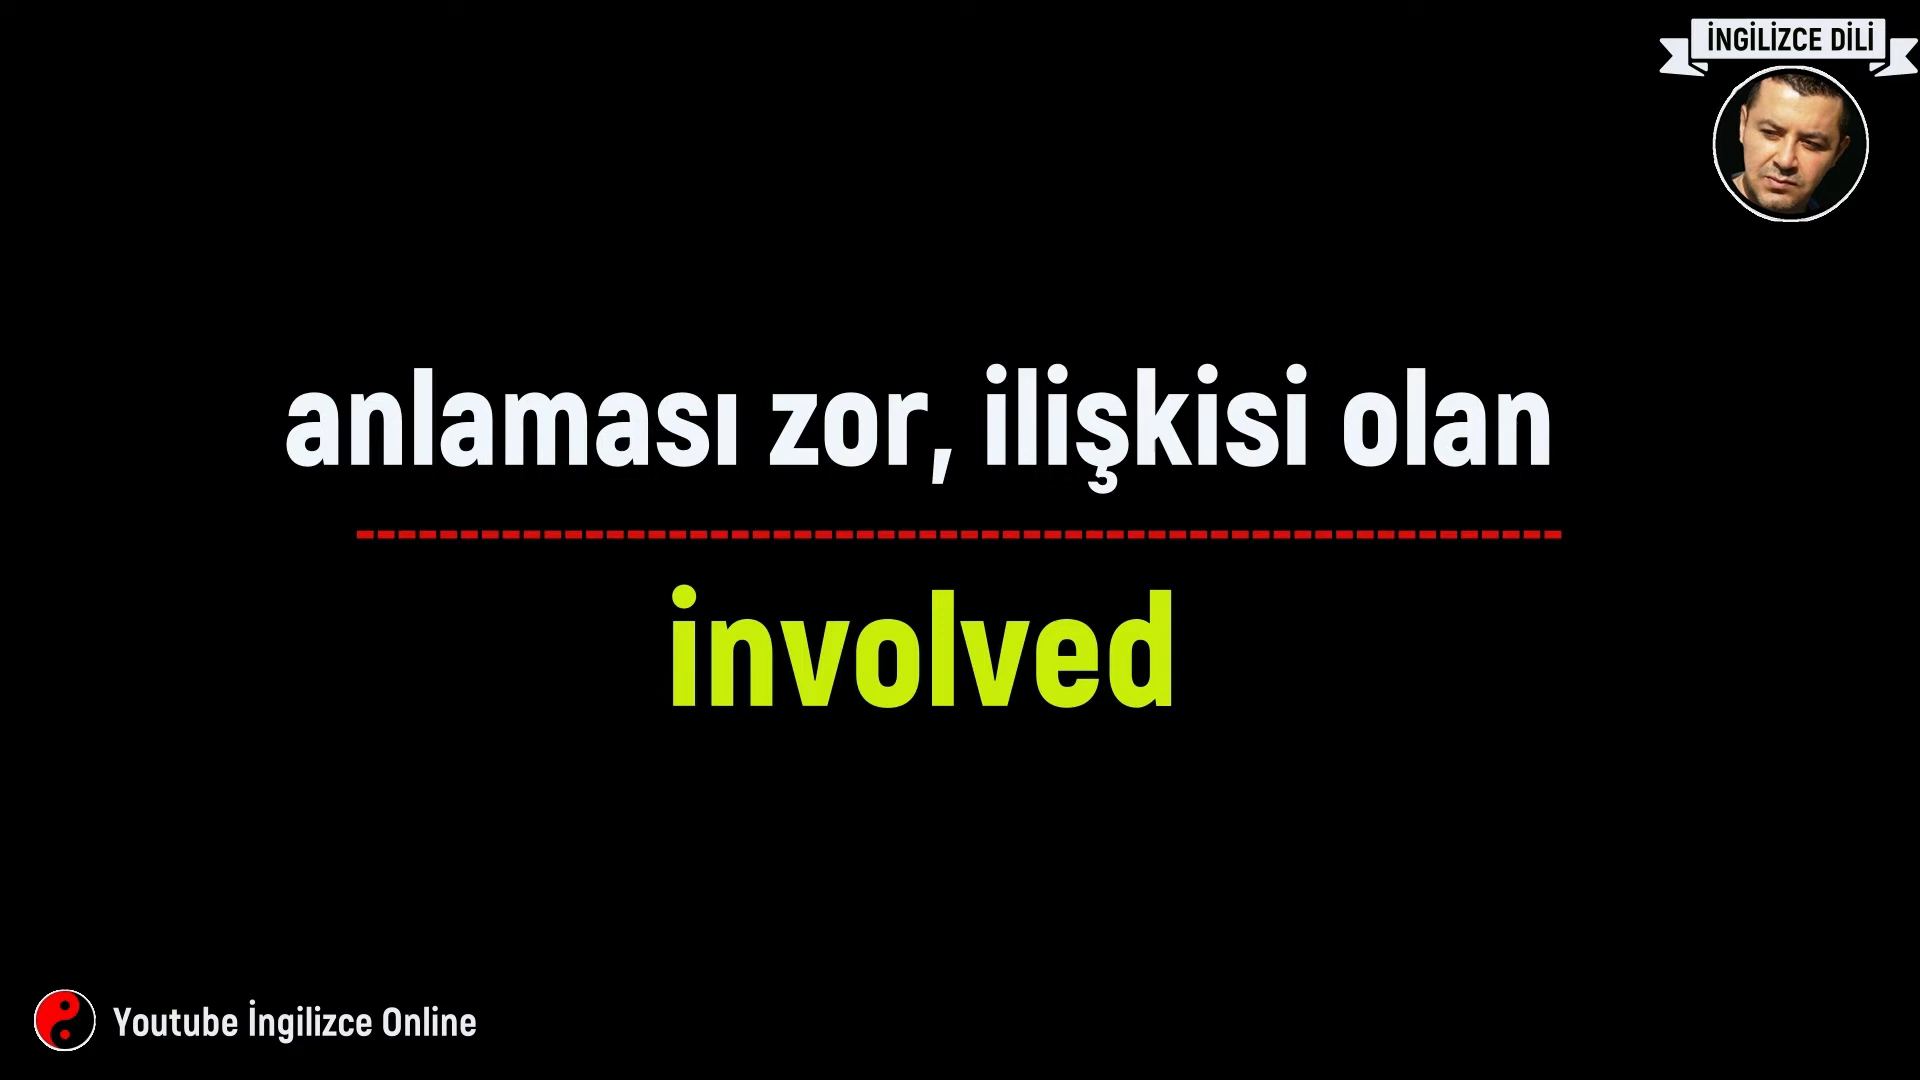 İNGİLİZCE DİLİ
anlaması zor, ilişkisi olan
involved
Youtube İngilizce Online